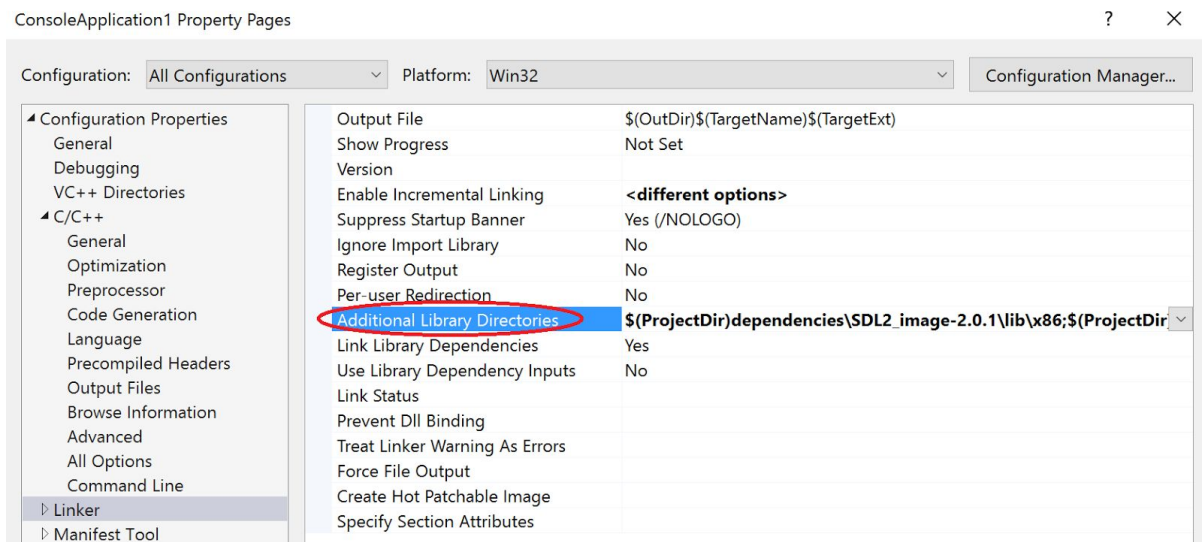 ConsoleApplication1 Property Pages
?
Configuration: All Configurations Platform: Win32 Configuration Manager...
Configuration Properties
General
Debugging
VC++ Directories
C/C++
General
Optimization
Preprocessor
Code Generation
Language
Precompiled Headers
Output Files
Browse Information
Advanced
All Options
Command Line
Linker
Manifest Tool
Output File $(OutDir)$(TargetName)$(TargetExt)
Show Progress Not Set
Version
Enable Incremental Linking <different options>
Suppress Startup Banner Yes (/NOLOGO)
Ignore Import Library No
Register Output No
Per-user Redirection No
Additional Library Directories $(ProjectDir)dependencies\SDL2_image-2.0.1\lib\x86;$(ProjectDir
Link Library Dependencies Yes
Use Library Dependency Inputs No
Link Status
Prevent Dll Binding
Treat Linker Warning As Errors
Force File Output
Create Hot Patchable Image
Specify Section Attributes